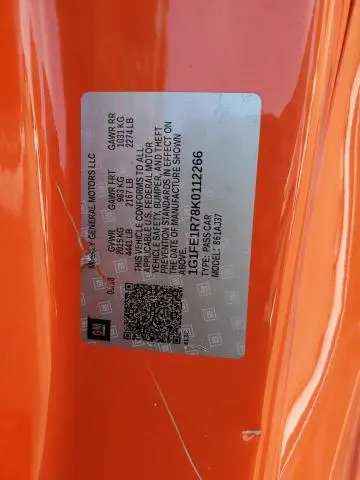 MFD BY GENERAL MOTORS LLC
GVWR GAWR FRT GAWR RR
2015 KG 983 KG 1031 KG
4441 LB 2167 LB 2274 LB
THIS VEHICLE CONFORMS TO ALL
APPLICABLE U.S. FEDERAL MOTOR
VEHICLE SAFETY, BUMPER, AND THEFT
PREVENTION STANDARDS IN EFFECT ON
THE DATE OF MANUFACTURE SHOWN
ABOVE.
1G1FE1R78K0112266
TYPE: PASS CAR
MODEL: 861AJ37
GM